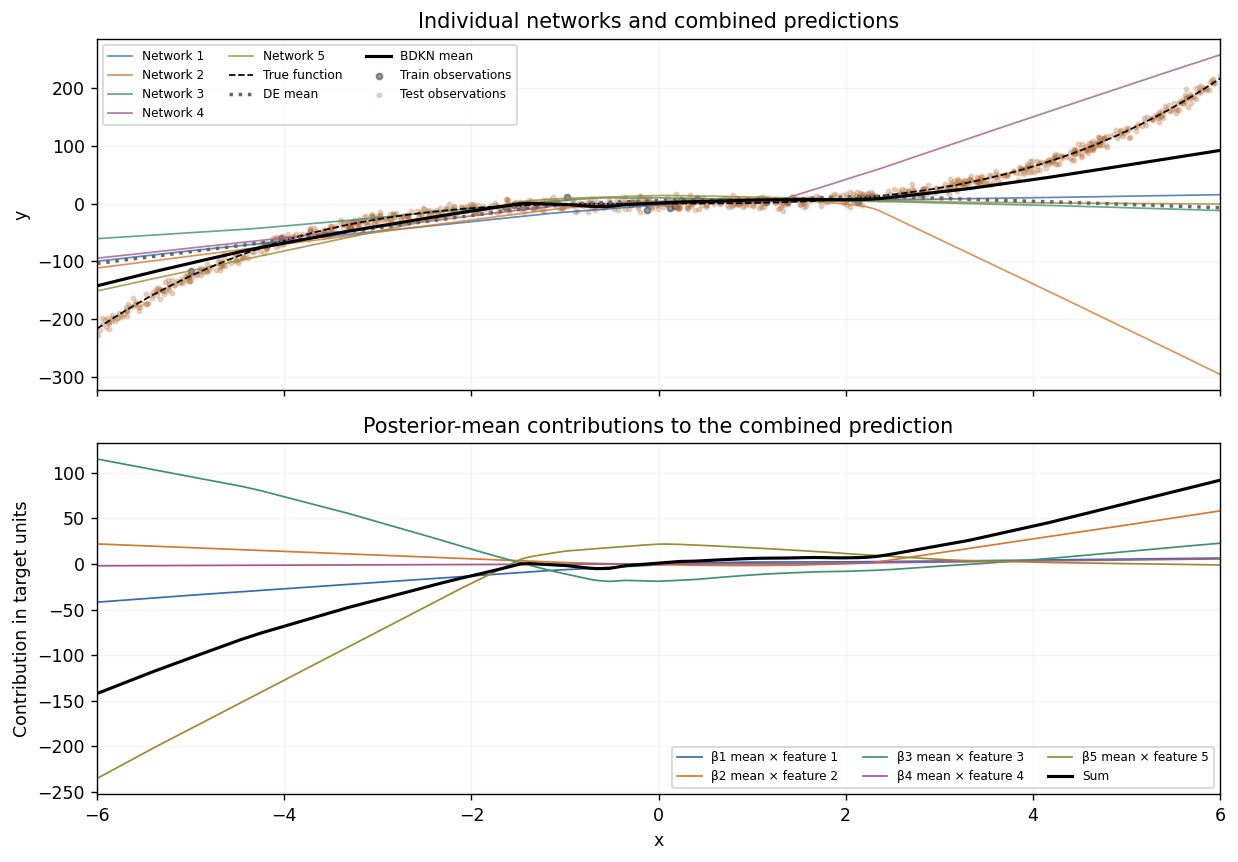 Individual networks and combined predictions
Network 1
Network 2
Network 3
Network 4
Network 5
True function
DE mean
BDKN mean
Train observations
Test observations
200
100
0
−100
−200
−300
y
Posterior-mean contributions to the combined prediction
100
50
0
−50
−100
−150
−200
−250
Contribution in target units
β1 mean × feature 1
β2 mean × feature 2
β3 mean × feature 3
β4 mean × feature 4
β5 mean × feature 5
Sum
−6 −4 −2 0 2 4 6
x